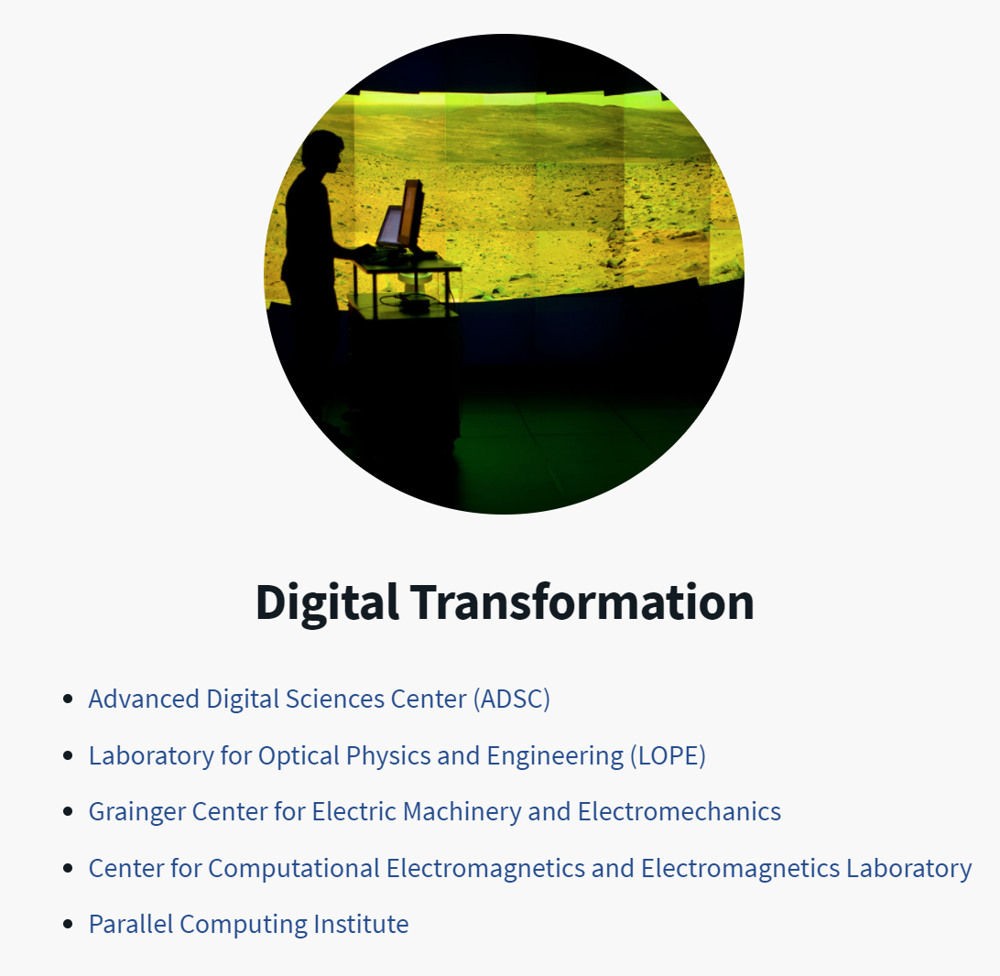 Digital Transformation
Advanced Digital Sciences Center (ADSC)
Laboratory for Optical Physics and Engineering (LOPE)
Grainger Center for Electric Machinery and Electromechanics
Center for Computational Electromagnetics and Electromagnetics Laboratory
Parallel Computing Institute